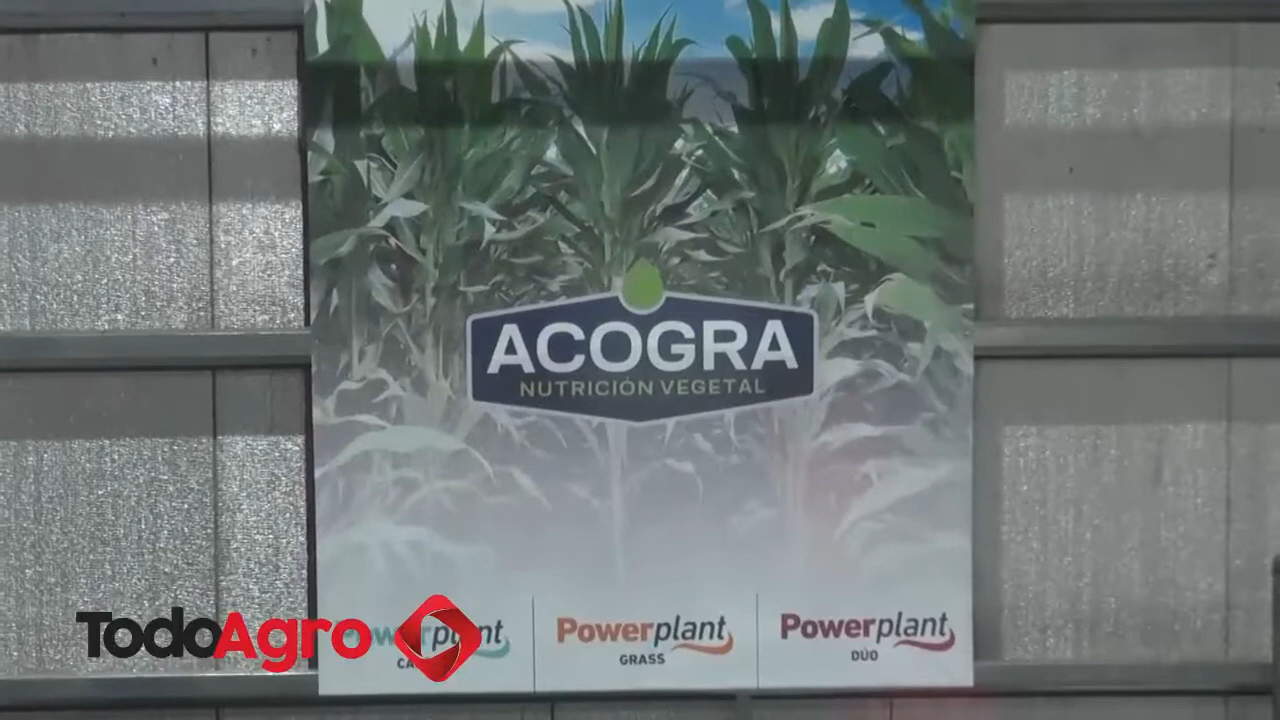 ACOGRA
NUTRICIÓN VEGETAL
TodoAgro
Powerplant
GRASS
Powerplant
DÚO